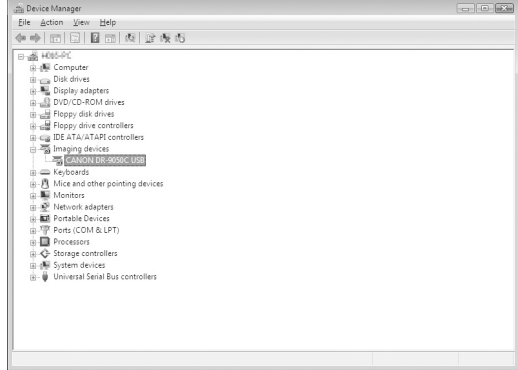 Device Manager
File Action View Help
Computer
Disk drives
Display adapters
DVD/CD-ROM drives
Floppy disk drives
Floppy drive controllers
IDE ATA/ATAPI controllers
Imaging devices
CANON DR-9050C USB
Keyboards
Mice and other pointing devices
Monitors
Network adapters
Portable Devices
Ports (COM & LPT)
Processors
Storage controllers
System devices
Universal Serial Bus controllers